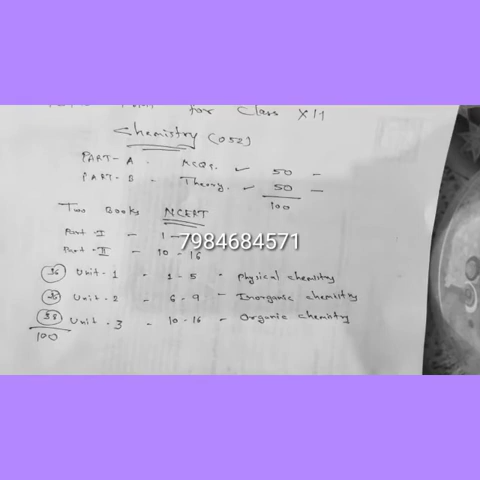 for Class XII
Chemistry (052)
PART-A - MCQs. ✓ 50 -
PART-B - Theory. ✓ 50 -
100
Two Books NCERT
Part I - 1 -
7984684571
Part-II - 10-16
36 Unit-1 - 1-5 - Physical chemistry
Unit-2 - 6-9 - Inorganic chemistry
Unit-3 - 10-16 - Organic chemistry
100